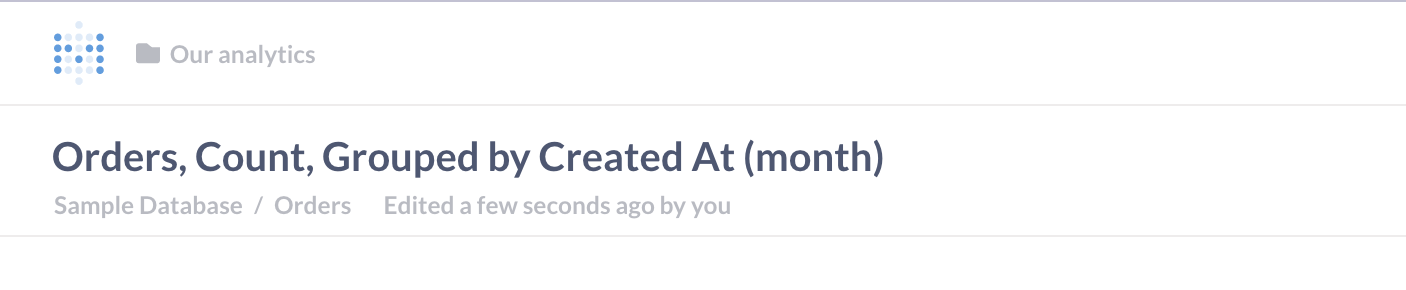 Our analytics
Orders, Count, Grouped by Created At (month)
Sample Database / Orders Edited a few seconds ago by you